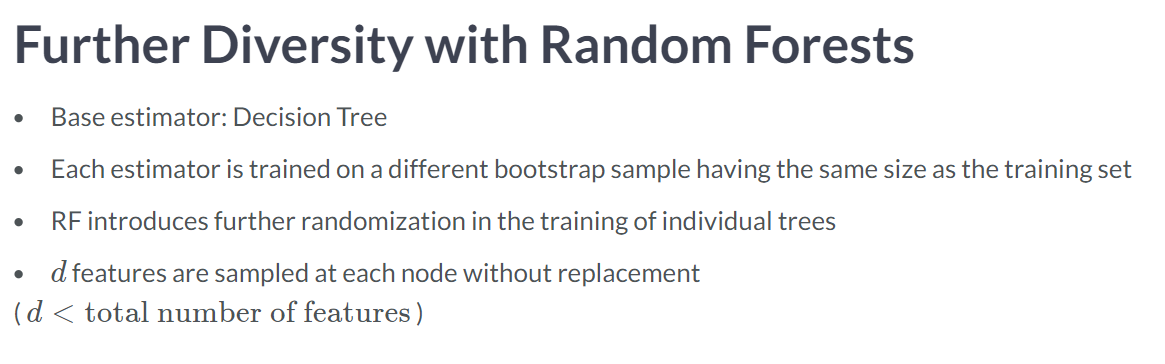 Further Diversity with Random Forests
• Base estimator: Decision Tree
• Each estimator is trained on a different bootstrap sample having the same size as the training set
• RF introduces further randomization in the training of individual trees
• d features are sampled at each node without replacement
( d < total number of features )